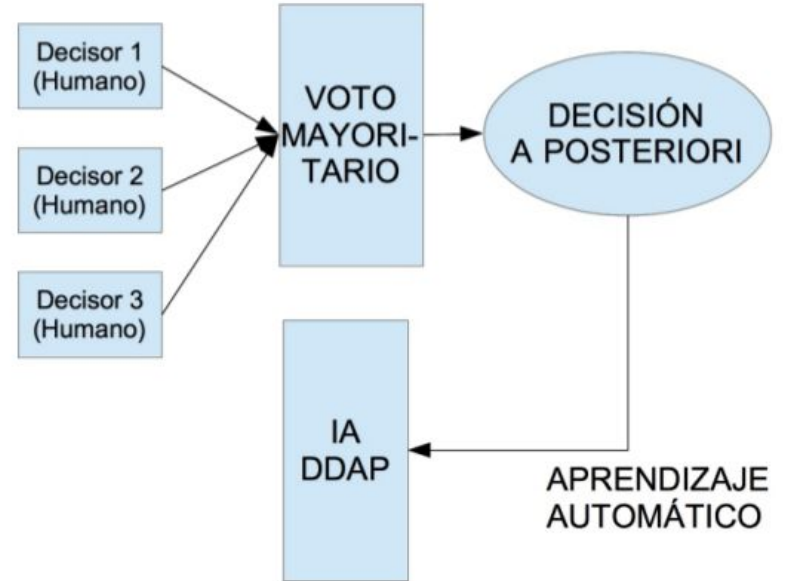 Decisor 1
(Humano)
Decisor 2
(Humano)
Decisor 3
(Humano)
VOTO
MAYORI-
TARIO
DECISIÓN
A POSTERIORI
IA
DDAP
APRENDIZAJE
AUTOMÁTICO